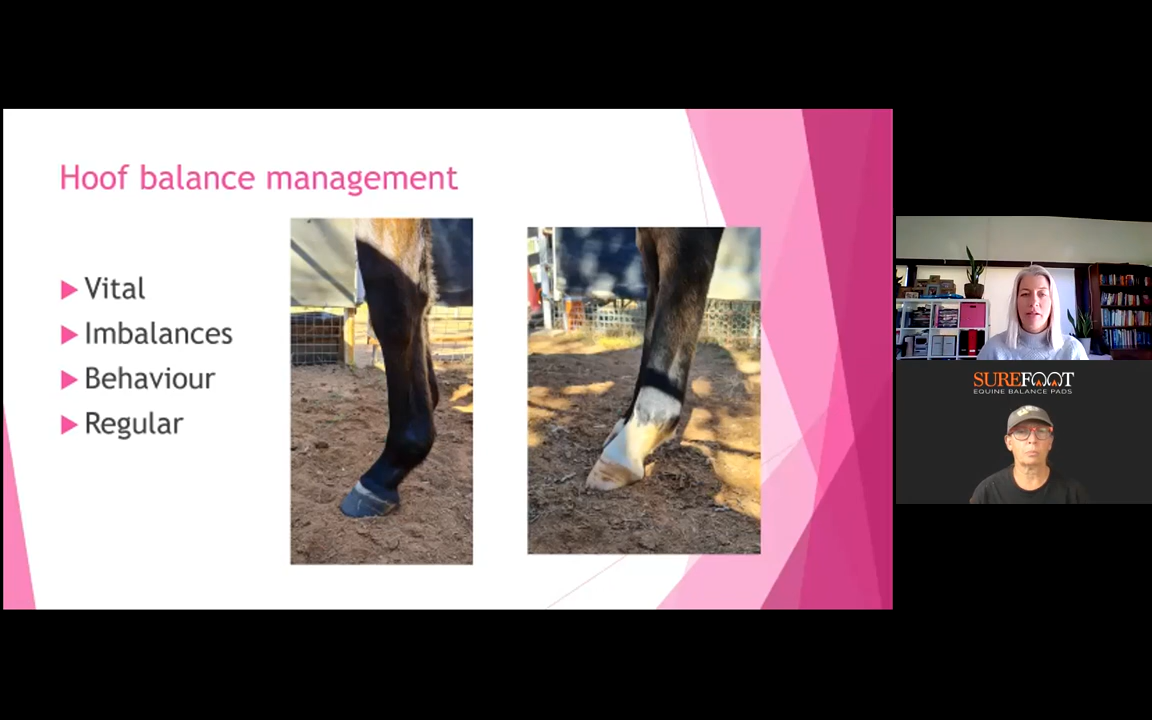 Hoof balance management
Vital
Imbalances
Behaviour
Regular
SUREFOOT
EQUINE BALANCE PADS